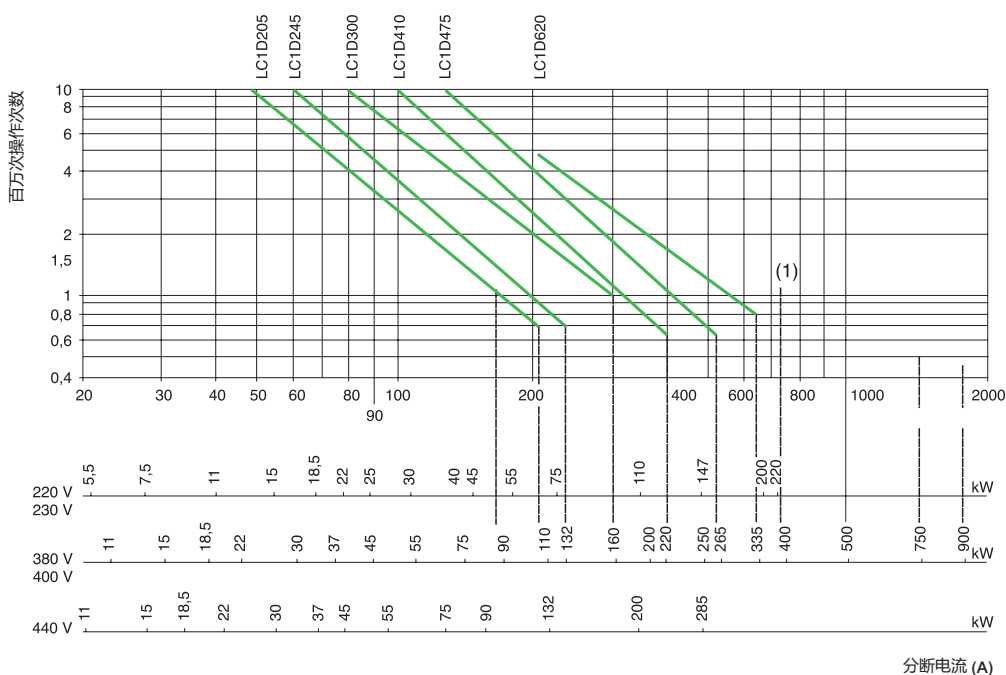 LC1D205 LC1D245 LC1D300 LC1D410 LC1D475 LC1D620
百万次操作次数
10
8
6
4
2
1,5
1
0,8
0,6
0,4
(1)
20 30 40 50 60 80 100 200 400 600 800 1000 2000
90
5,5 7,5 11 15 18,5 22 25 30 40 45 55 75 110 147 200 220
220 V kW
230 V
11 15 18,5 22 30 37 45 55 75 90 110 132 160 200 220 250 265 335 400 500 750 900
380 V kW
400 V
11 15 18,5 22 30 37 45 55 75 90 132 200 285
440 V kW
分断电流 (A)